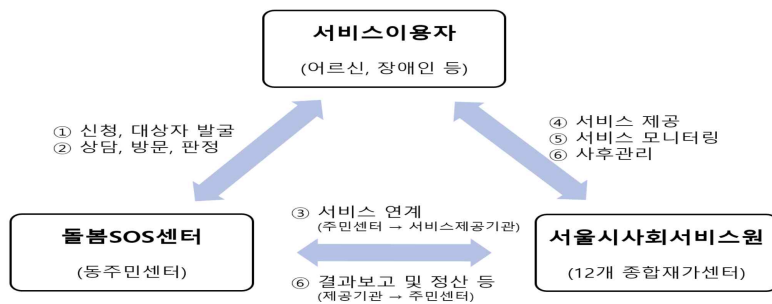 서비스이용자
(어르신, 장애인 등)
① 신청, 대상자 발굴
② 상담, 방문, 판정
④ 서비스 제공
⑤ 서비스 모니터링
⑥ 사후관리
돌봄SOS센터
(동주민센터)
③ 서비스 연계
(주민센터 → 서비스제공기관)
⑥ 결과보고 및 정산 등
(제공기관 → 주민센터)
서울시사회서비스원
(12개 종합재가센터)